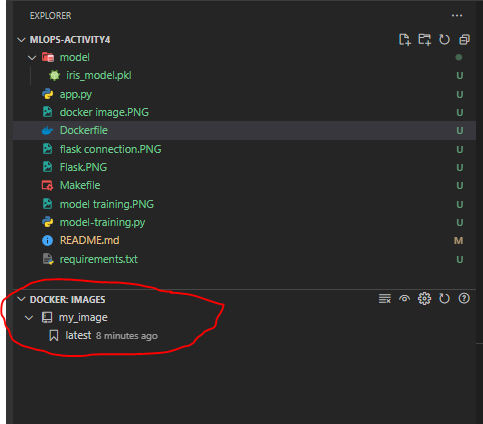 EXPLORER
MLOPS-ACTIVITY4
model
iris_model.pkl U
app.py U
docker image.PNG U
Dockerfile U
flask connection.PNG U
Flask.PNG U
Makefile U
model training.PNG U
model-training.py U
README.md M
requirements.txt U
DOCKER: IMAGES
my_image
latest 8 minutes ago